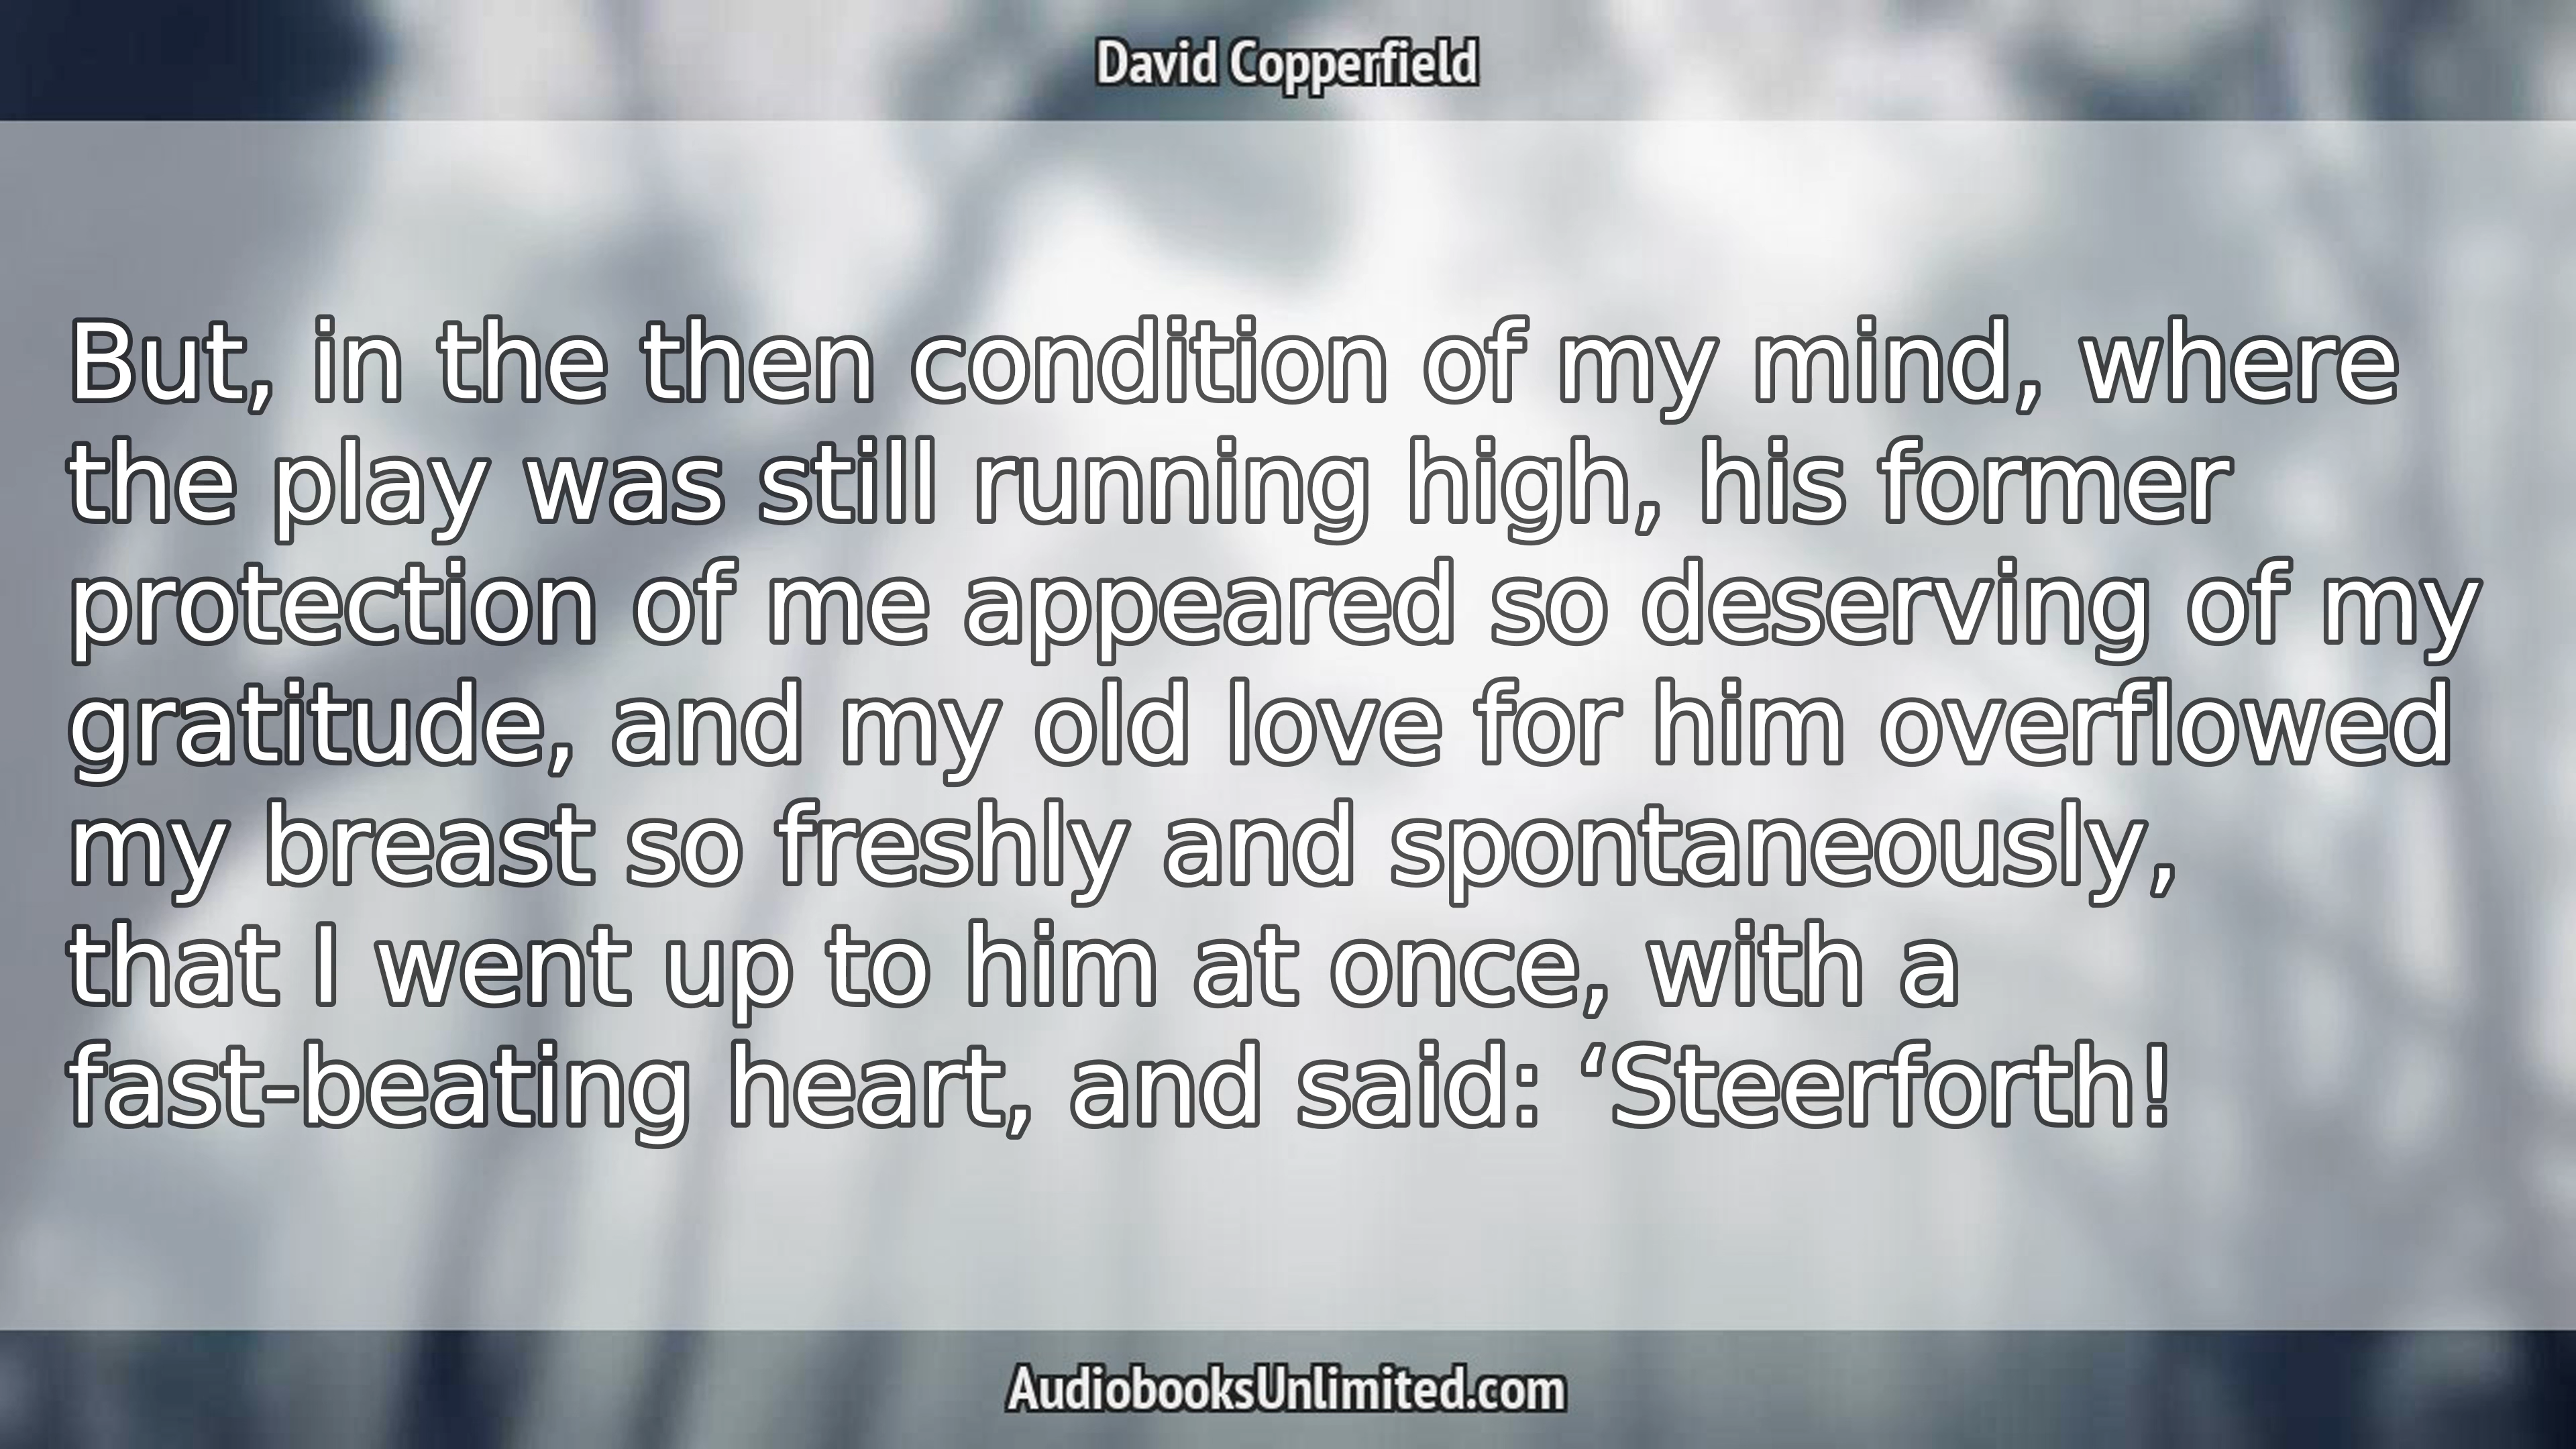 David Copperfield
But, in the then condition of my mind, where
the play was still running high, his former
protection of me appeared so deserving of my
gratitude, and my old love for him overflowed
my breast so freshly and spontaneously,
that I went up to him at once, with a
fast-beating heart, and said: ‘Steerforth!
AudiobooksUnlimited.com